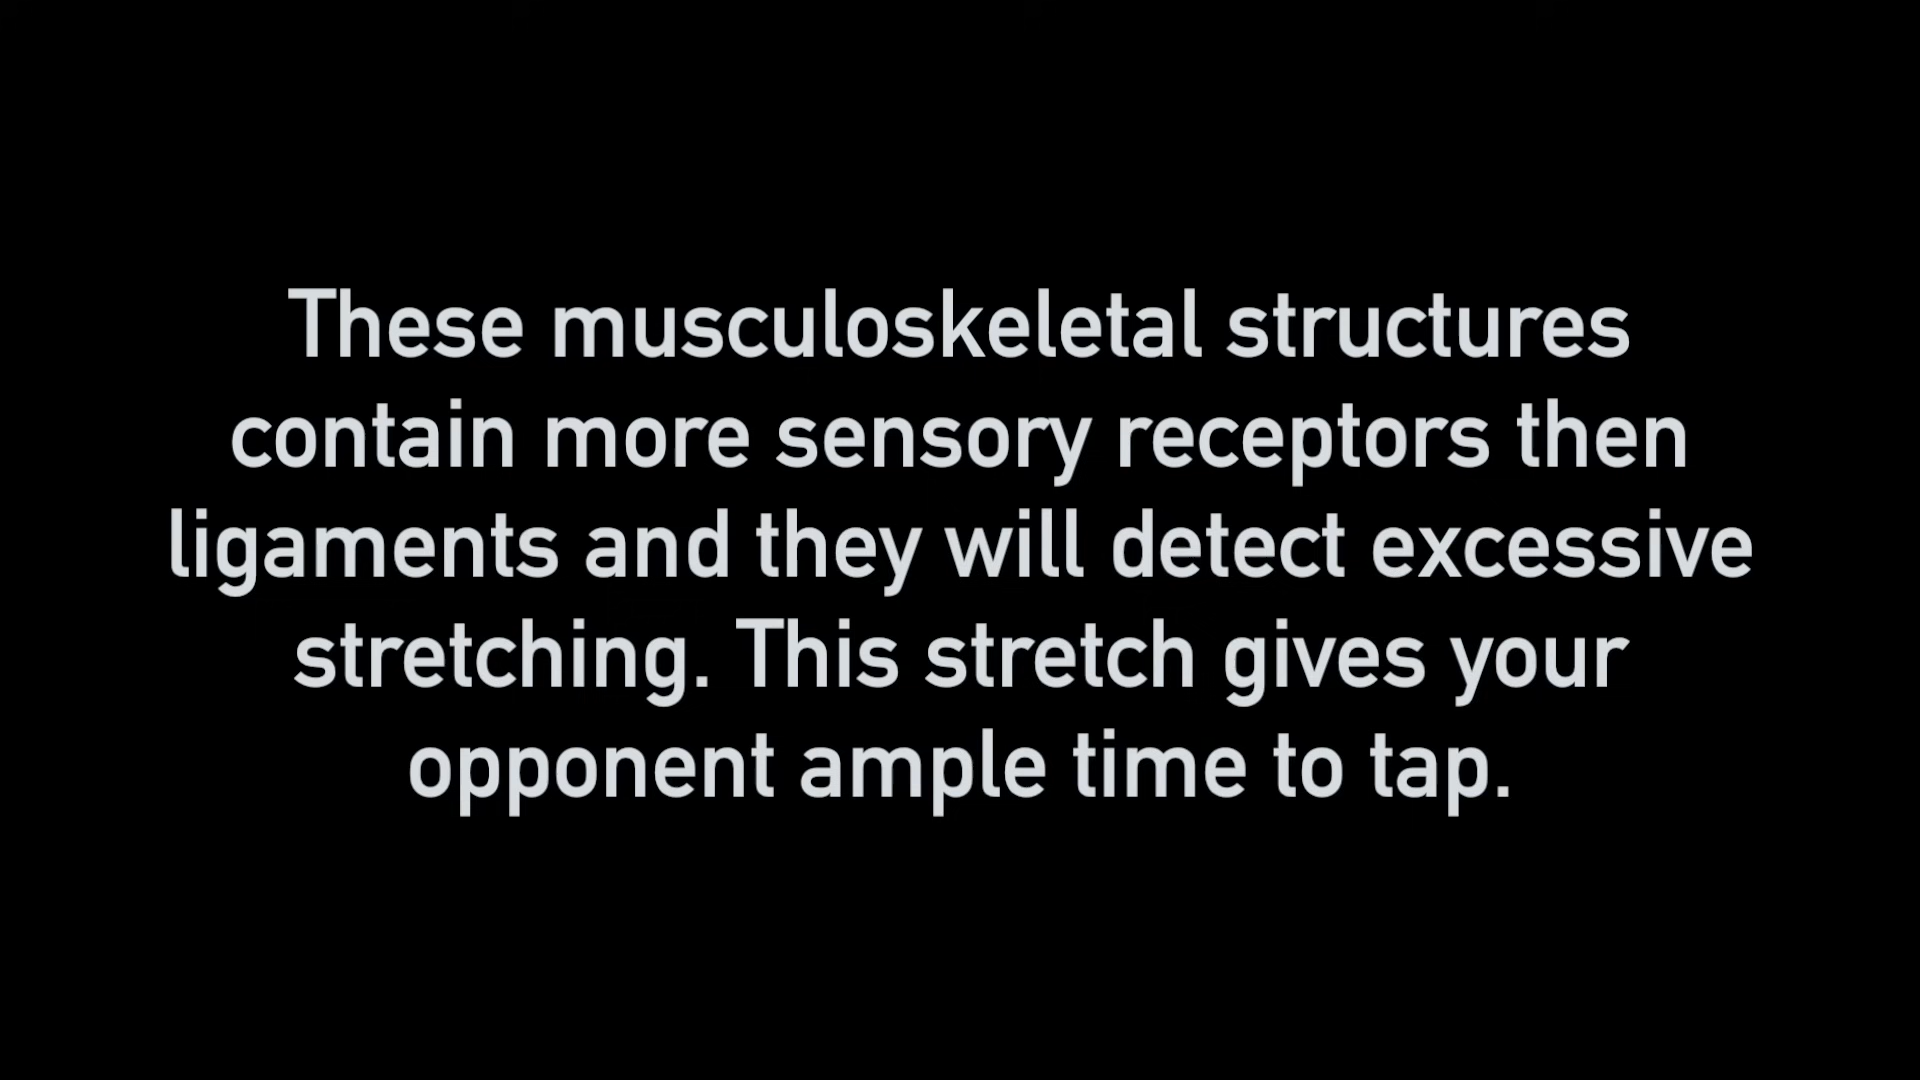 These musculoskeletal structures
contain more sensory receptors then
ligaments and they will detect excessive
stretching. This stretch gives your
opponent ample time to tap.